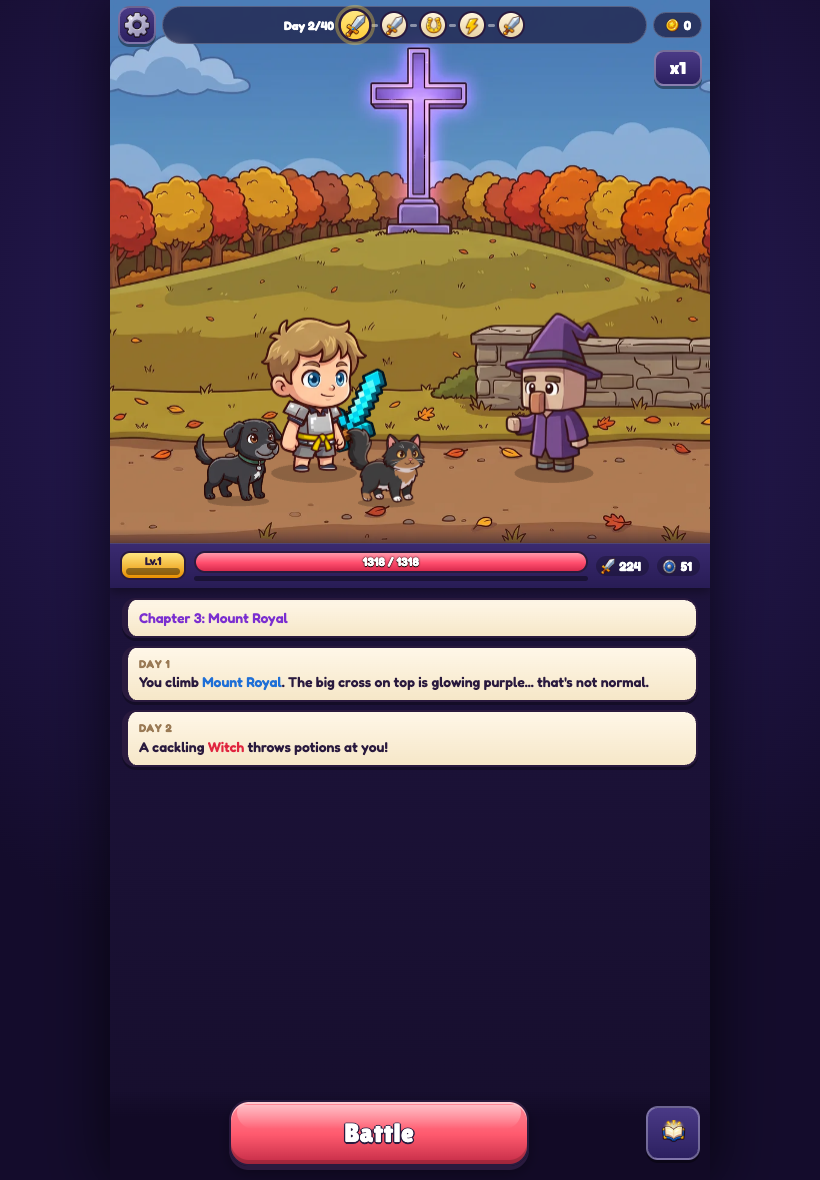 Day 2/40
0
x1
Lv.1
1318 / 1318
224
51
Chapter 3: Mount Royal
DAY 1
You climb Mount Royal. The big cross on top is glowing purple... that's not normal.
DAY 2
A cackling Witch throws potions at you!
Battle